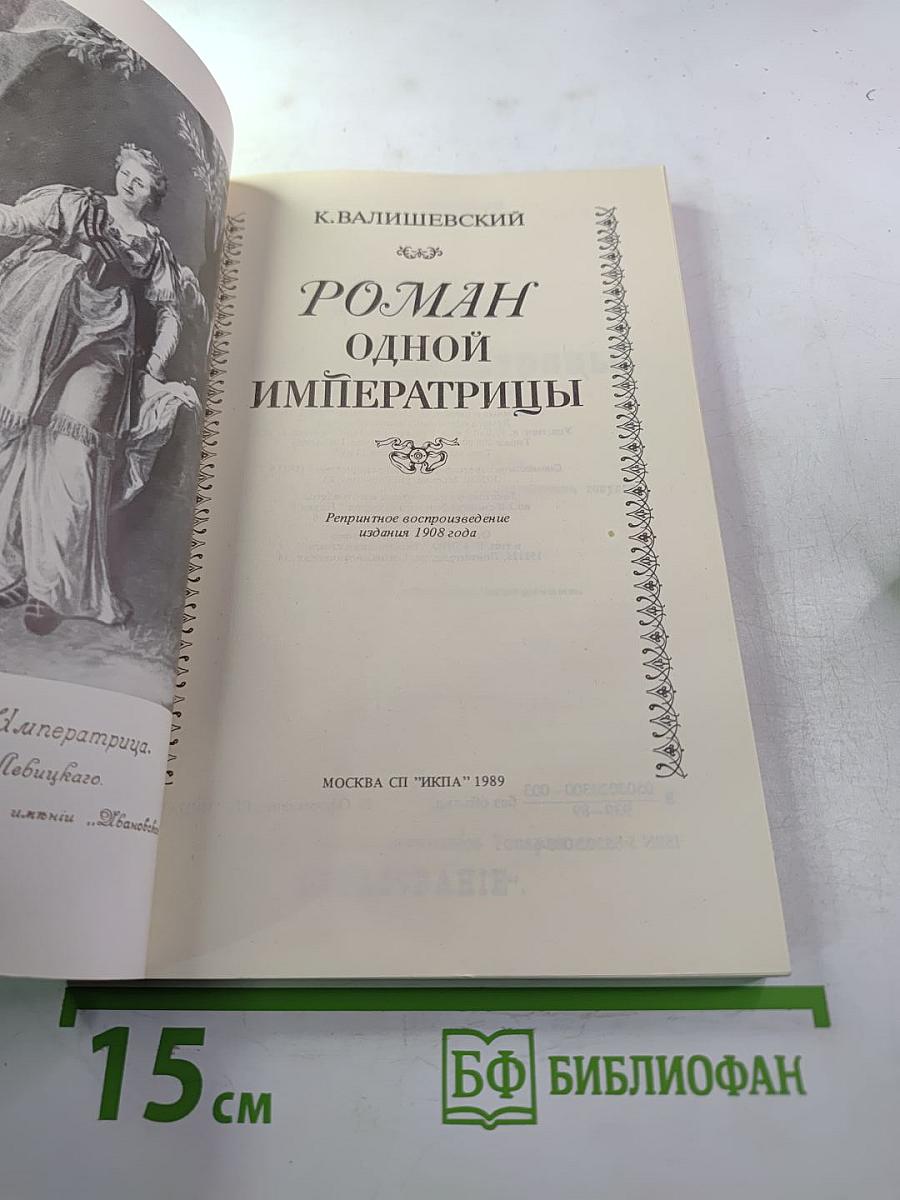 К.ВАЛИШЕВСКИЙ
РОМАН
ОДНОЙ
ИМПЕРАТРИЦЫ
Репринтное воспроизведение
издания 1908 года
МОСКВА СП "ИКПА" 1989
Императрица.
Левицкаго.
имѣніи „Ивановск
15 см
БФ БИБЛИОФАН